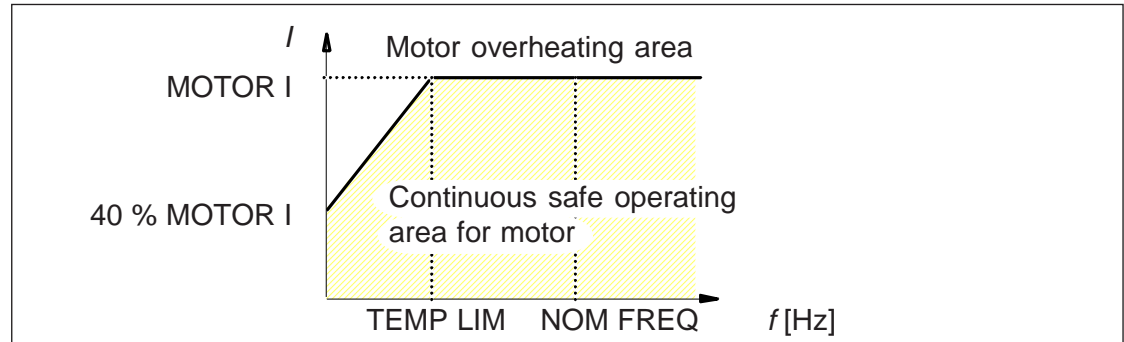 I
Motor overheating area
MOTOR I
Continuous safe operating
40 % MOTOR I
area for motor
TEMP LIM NOM FREQ f [Hz]